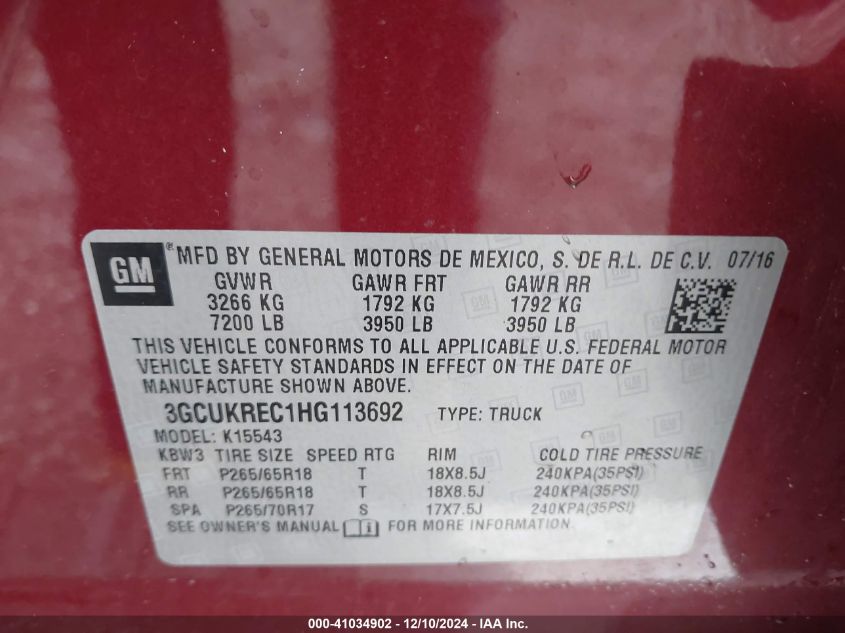 GM ® MFD BY GENERAL MOTORS DE MEXICO, S. DE R.L. DE C.V. 07/16
GVWR GAWR FRT GAWR RR
3266 KG 1792 KG 1792 KG
7200 LB 3950 LB 3950 LB
THIS VEHICLE CONFORMS TO ALL APPLICABLE U.S. FEDERAL MOTOR
VEHICLE SAFETY STANDARDS IN EFFECT ON THE DATE OF
MANUFACTURE SHOWN ABOVE.
3GCUKREC1HG113692 TYPE: TRUCK
MODEL: K15543
KBW3 TIRE SIZE SPEED RTG RIM COLD TIRE PRESSURE
FRT P265/65R18 T 18X8.5J 240KPA(35PSI)
RR P265/65R18 T 18X8.5J 240KPA(35PSI)
SPA P265/70R17 S 17X7.5J 240KPA(35PSI)
SEE OWNER'S MANUAL FOR MORE INFORMATION
000-41034902 - 12/10/2024 - IAA Inc.